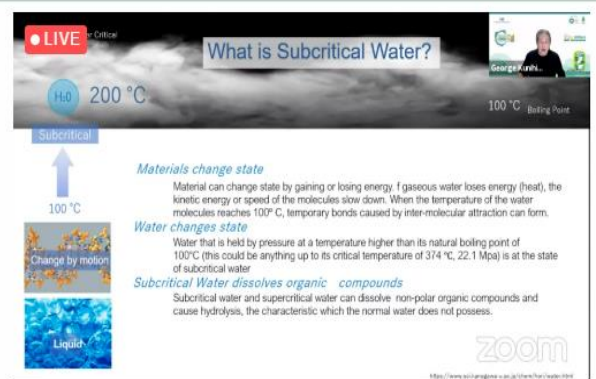 LIVE
Critical
What is Subcritical Water?
George Kunihi...
H₂0
200 °C
100 °C Boiling Point
Subcritical
100 °C
Materials change state
Material can change state by gaining or losing energy. f gaseous water loses energy (heat), the
kinetic energy or speed of the molecules slow down. When the temperature of the water
molecules reaches 100º C, temporary bonds caused by inter-molecular attraction can form.
Water changes state
Water that is held by pressure at a temperature higher than its natural boiling point of
100°C (this could be anything up to its critical temperature of 374 ℃, 22.1 Mpa) is at the state
of subcritical water
Change by motion
Subcritical Water dissolves organic compounds
Subcritical water and supercritical water can dissolve non-polar organic compounds and
cause hydrolysis, the characteristic which the normal water does not possess.
Liquid
zoom